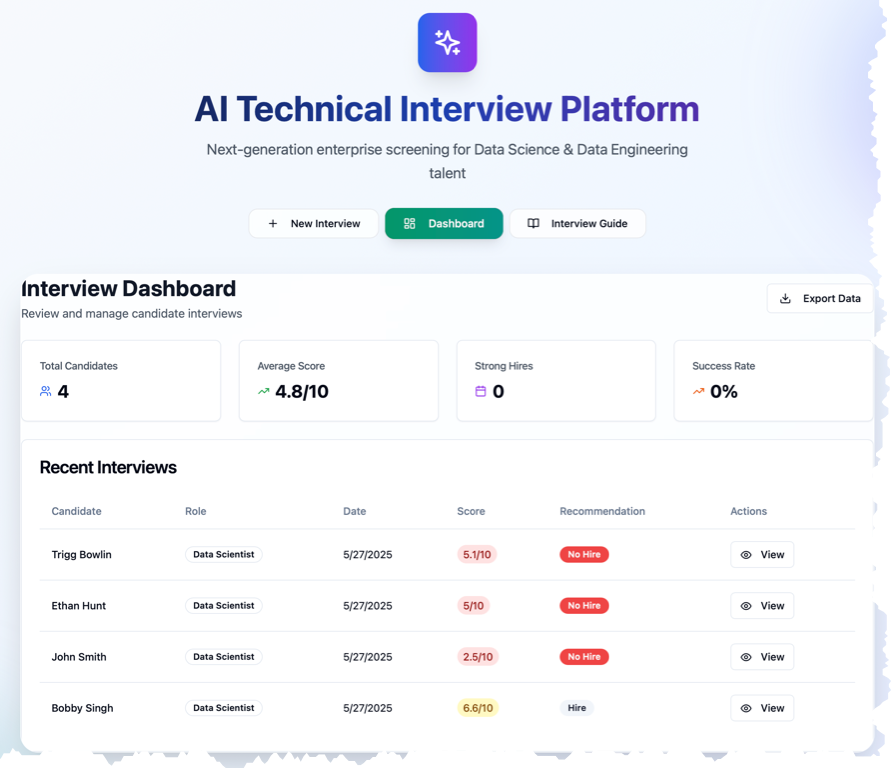 AI Technical Interview Platform
Next-generation enterprise screening for Data Science & Data Engineering
talent
New Interview Dashboard Interview Guide
Interview Dashboard Export Data
Review and manage candidate interviews
Total Candidates Average Score Strong Hires Success Rate
4 4.8/10 0 0%
Recent Interviews
Candidate Role Date Score Recommendation Actions
Trigg Bowlin Data Scientist 5/27/2025 5.1/10 No Hire View
Ethan Hunt Data Scientist 5/27/2025 5/10 No Hire View
John Smith Data Scientist 5/27/2025 2.5/10 No Hire View
Bobby Singh Data Scientist 5/27/2025 6.6/10 Hire View